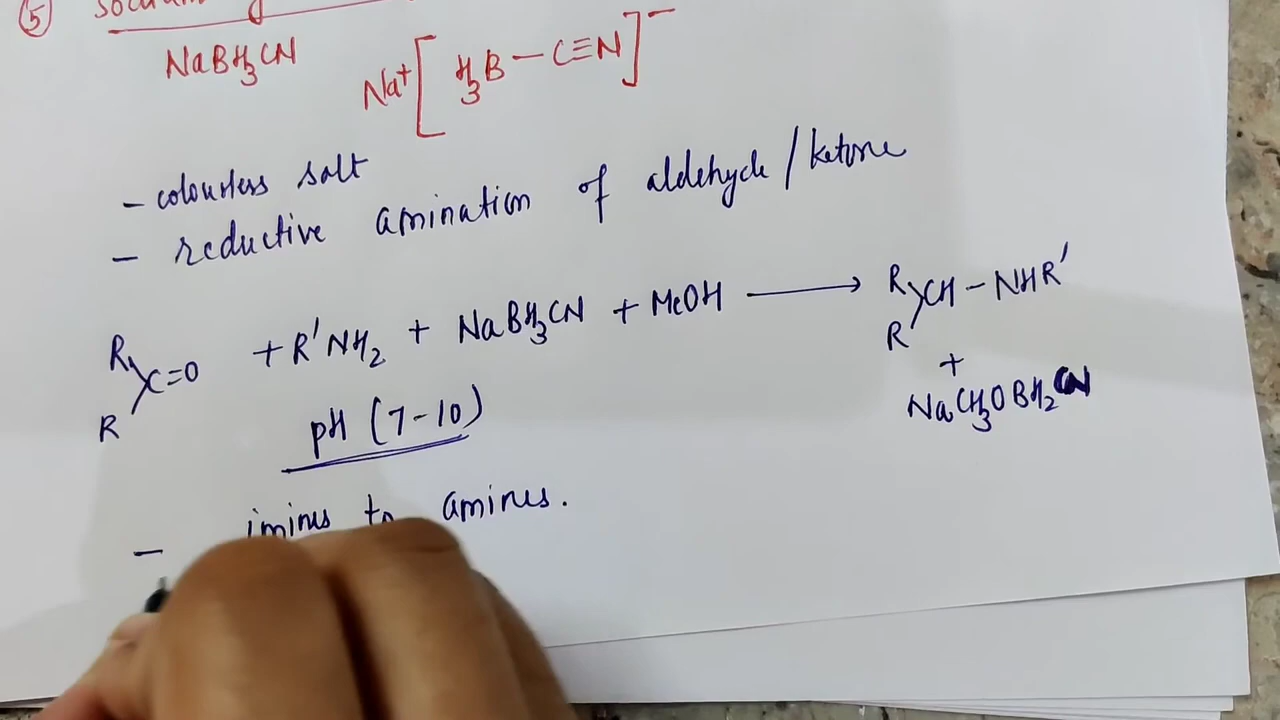 ⑤
NaBH₃CN Na⁺[H₃B-C≡N]⁻
- colourless salt
- reductive amination of aldehyde/ketone
R R C=O + R'NH₂ + NaBH₃CN + MeOH ⟶ R R CH-NHR'
+
NaCH₃OBH₂CN
pH (7-10)
- imines to amines.